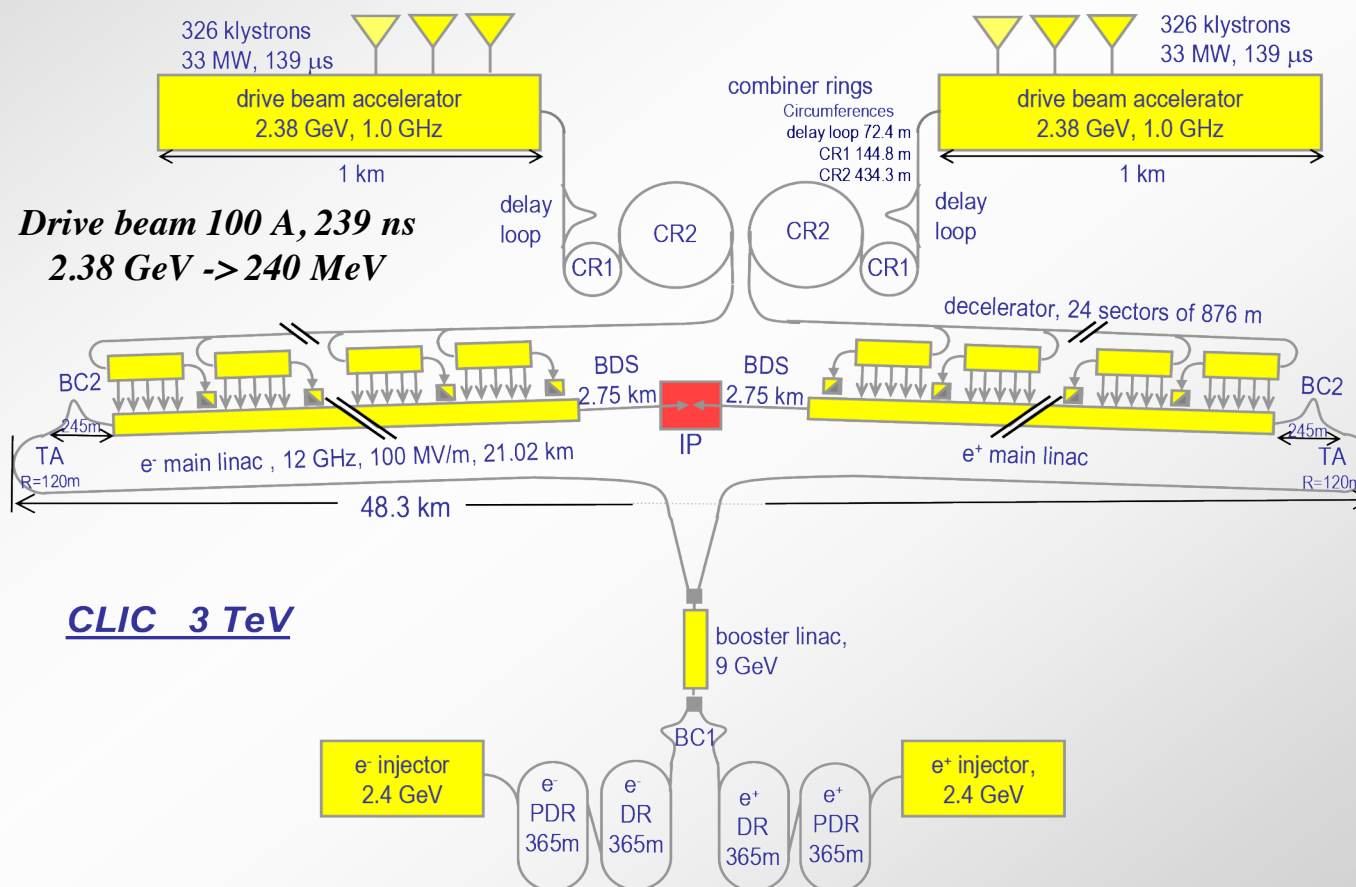 326 klystrons
33 MW, 139 μs
drive beam accelerator
2.38 GeV, 1.0 GHz
1 km
combiner rings
Circumferences
delay loop 72.4 m
CR1 144.8 m
CR2 434.3 m
326 klystrons
33 MW, 139 μs
drive beam accelerator
2.38 GeV, 1.0 GHz
1 km
Drive beam 100 A, 239 ns
2.38 GeV -> 240 MeV
delay
loop
CR1
CR2
CR2
CR1
delay
loop
decelerator, 24 sectors of 876 m
BC2
245m
TA
R=120m
BDS
2.75 km
IP
BDS
2.75 km
BC2
245m
TA
R=120m
e⁻ main linac , 12 GHz, 100 MV/m, 21.02 km
e⁺ main linac
48.3 km
CLIC 3 TeV
booster linac,
9 GeV
BC1
e⁻ injector
2.4 GeV
e⁻
PDR
365m
e⁻
DR
365m
e⁺
DR
365m
e⁺
PDR
365m
e⁺ injector,
2.4 GeV